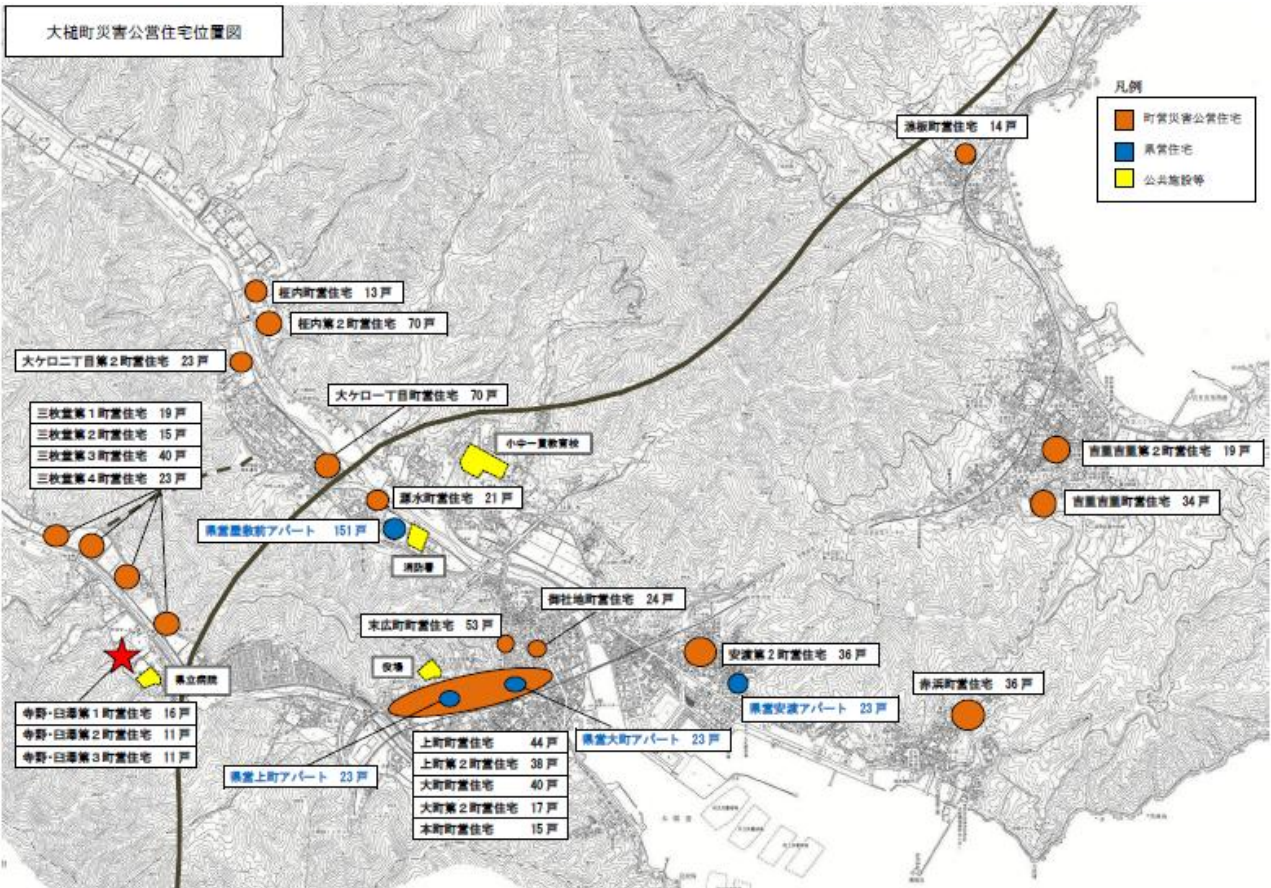 大槌町災害公営住宅位置図
凡例
町営災害公営住宅
県営住宅
公共施設等
浪板町営住宅 14戸
柾内町営住宅 13戸
柾内第2町営住宅 70戸
大ケ口二丁目第2町営住宅 23戸
大ケ口一丁目町営住宅 70戸
三枚堂第1町営住宅 19戸
三枚堂第2町営住宅 15戸
三枚堂第3町営住宅 40戸
三枚堂第4町営住宅 23戸
小中一貫教育校
吉里吉里第2町営住宅 19戸
吉里吉里町営住宅 34戸
源水町営住宅 21戸
県営屋敷前アパート 151戸
消防署
御社地町営住宅 24戸
末広町町営住宅 53戸
役場
安渡第2町営住宅 36戸
県立病院
赤浜町営住宅 36戸
県営安渡アパート 23戸
寺野・臼澤第1町営住宅 16戸
寺野・臼澤第2町営住宅 11戸
寺野・臼澤第3町営住宅 11戸
県営大町アパート 23戸
県営上町アパート 23戸
上町町営住宅 44戸
上町第2町営住宅 38戸
大町町営住宅 40戸
大町第2町営住宅 17戸
本町町営住宅 15戸